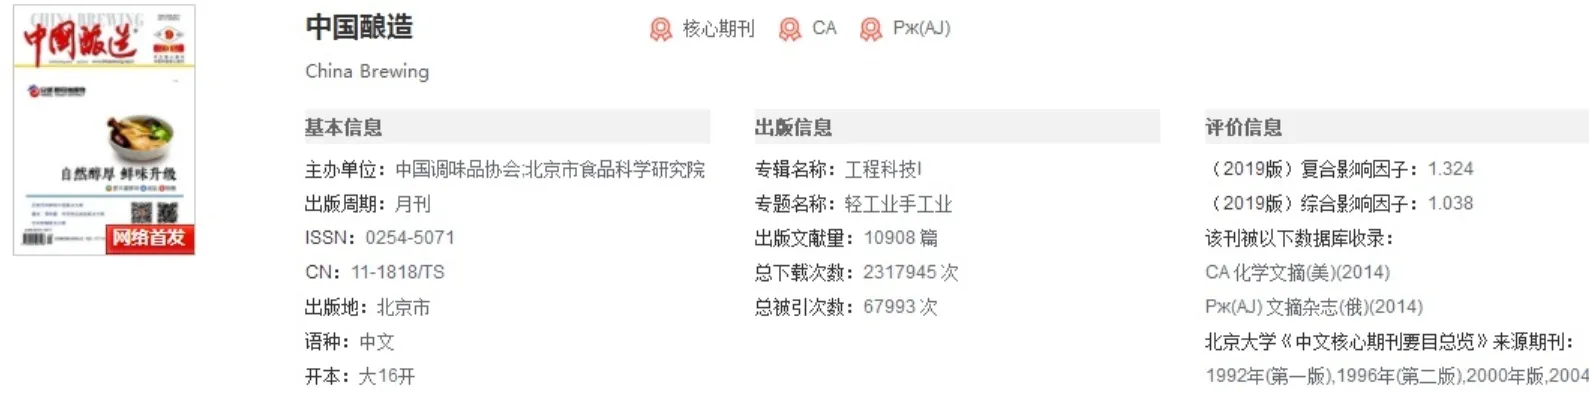 CHINA BREWING
中国酿造
自然醇厚 鲜味升级
网络首发
中国酿造
核心期刊 CA Рж(AJ)
China Brewing
基本信息
主办单位：中国调味品协会;北京市食品科学研究院
出版周期：月刊
ISSN：0254-5071
CN：11-1818/TS
出版地：北京市
语种：中文
开本：大16开
出版信息
专辑名称：工程科技I
专题名称：轻工业手工业
出版文献量：10908 篇
总下载次数：2317945 次
总被引次数：67993 次
评价信息
（2019版）复合影响因子：1.324
（2019版）综合影响因子：1.038
该刊被以下数据库收录：
CA 化学文摘(美)(2014)
Рж(AJ) 文摘杂志(俄)(2014)
北京大学《中文核心期刊要目总览》来源期刊：
1992年(第一版),1996年(第二版),2000年版,2004